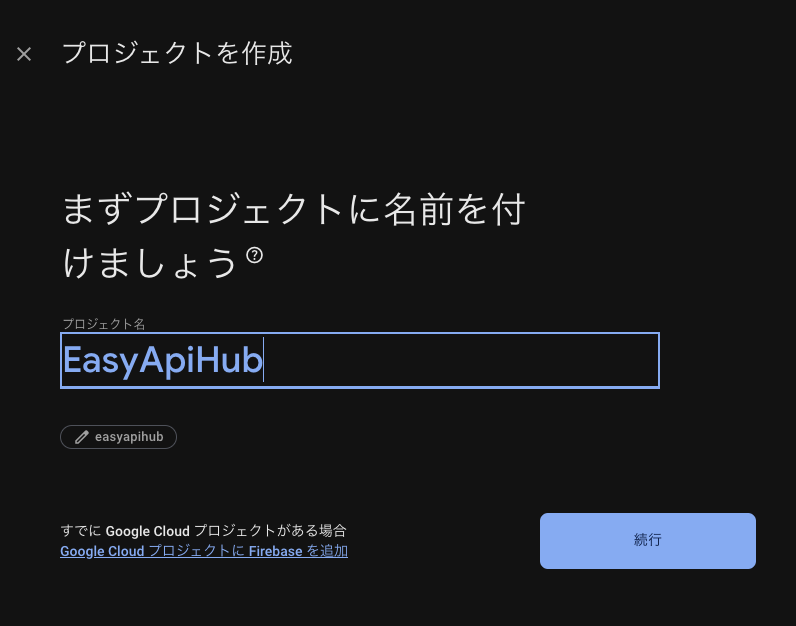 プロジェクトを作成
まずプロジェクトに名前を付
けましょう
プロジェクト名
EasyApiHub
easyapihub
すでに Google Cloud プロジェクトがある場合
Google Cloud プロジェクトに Firebase を追加
続行